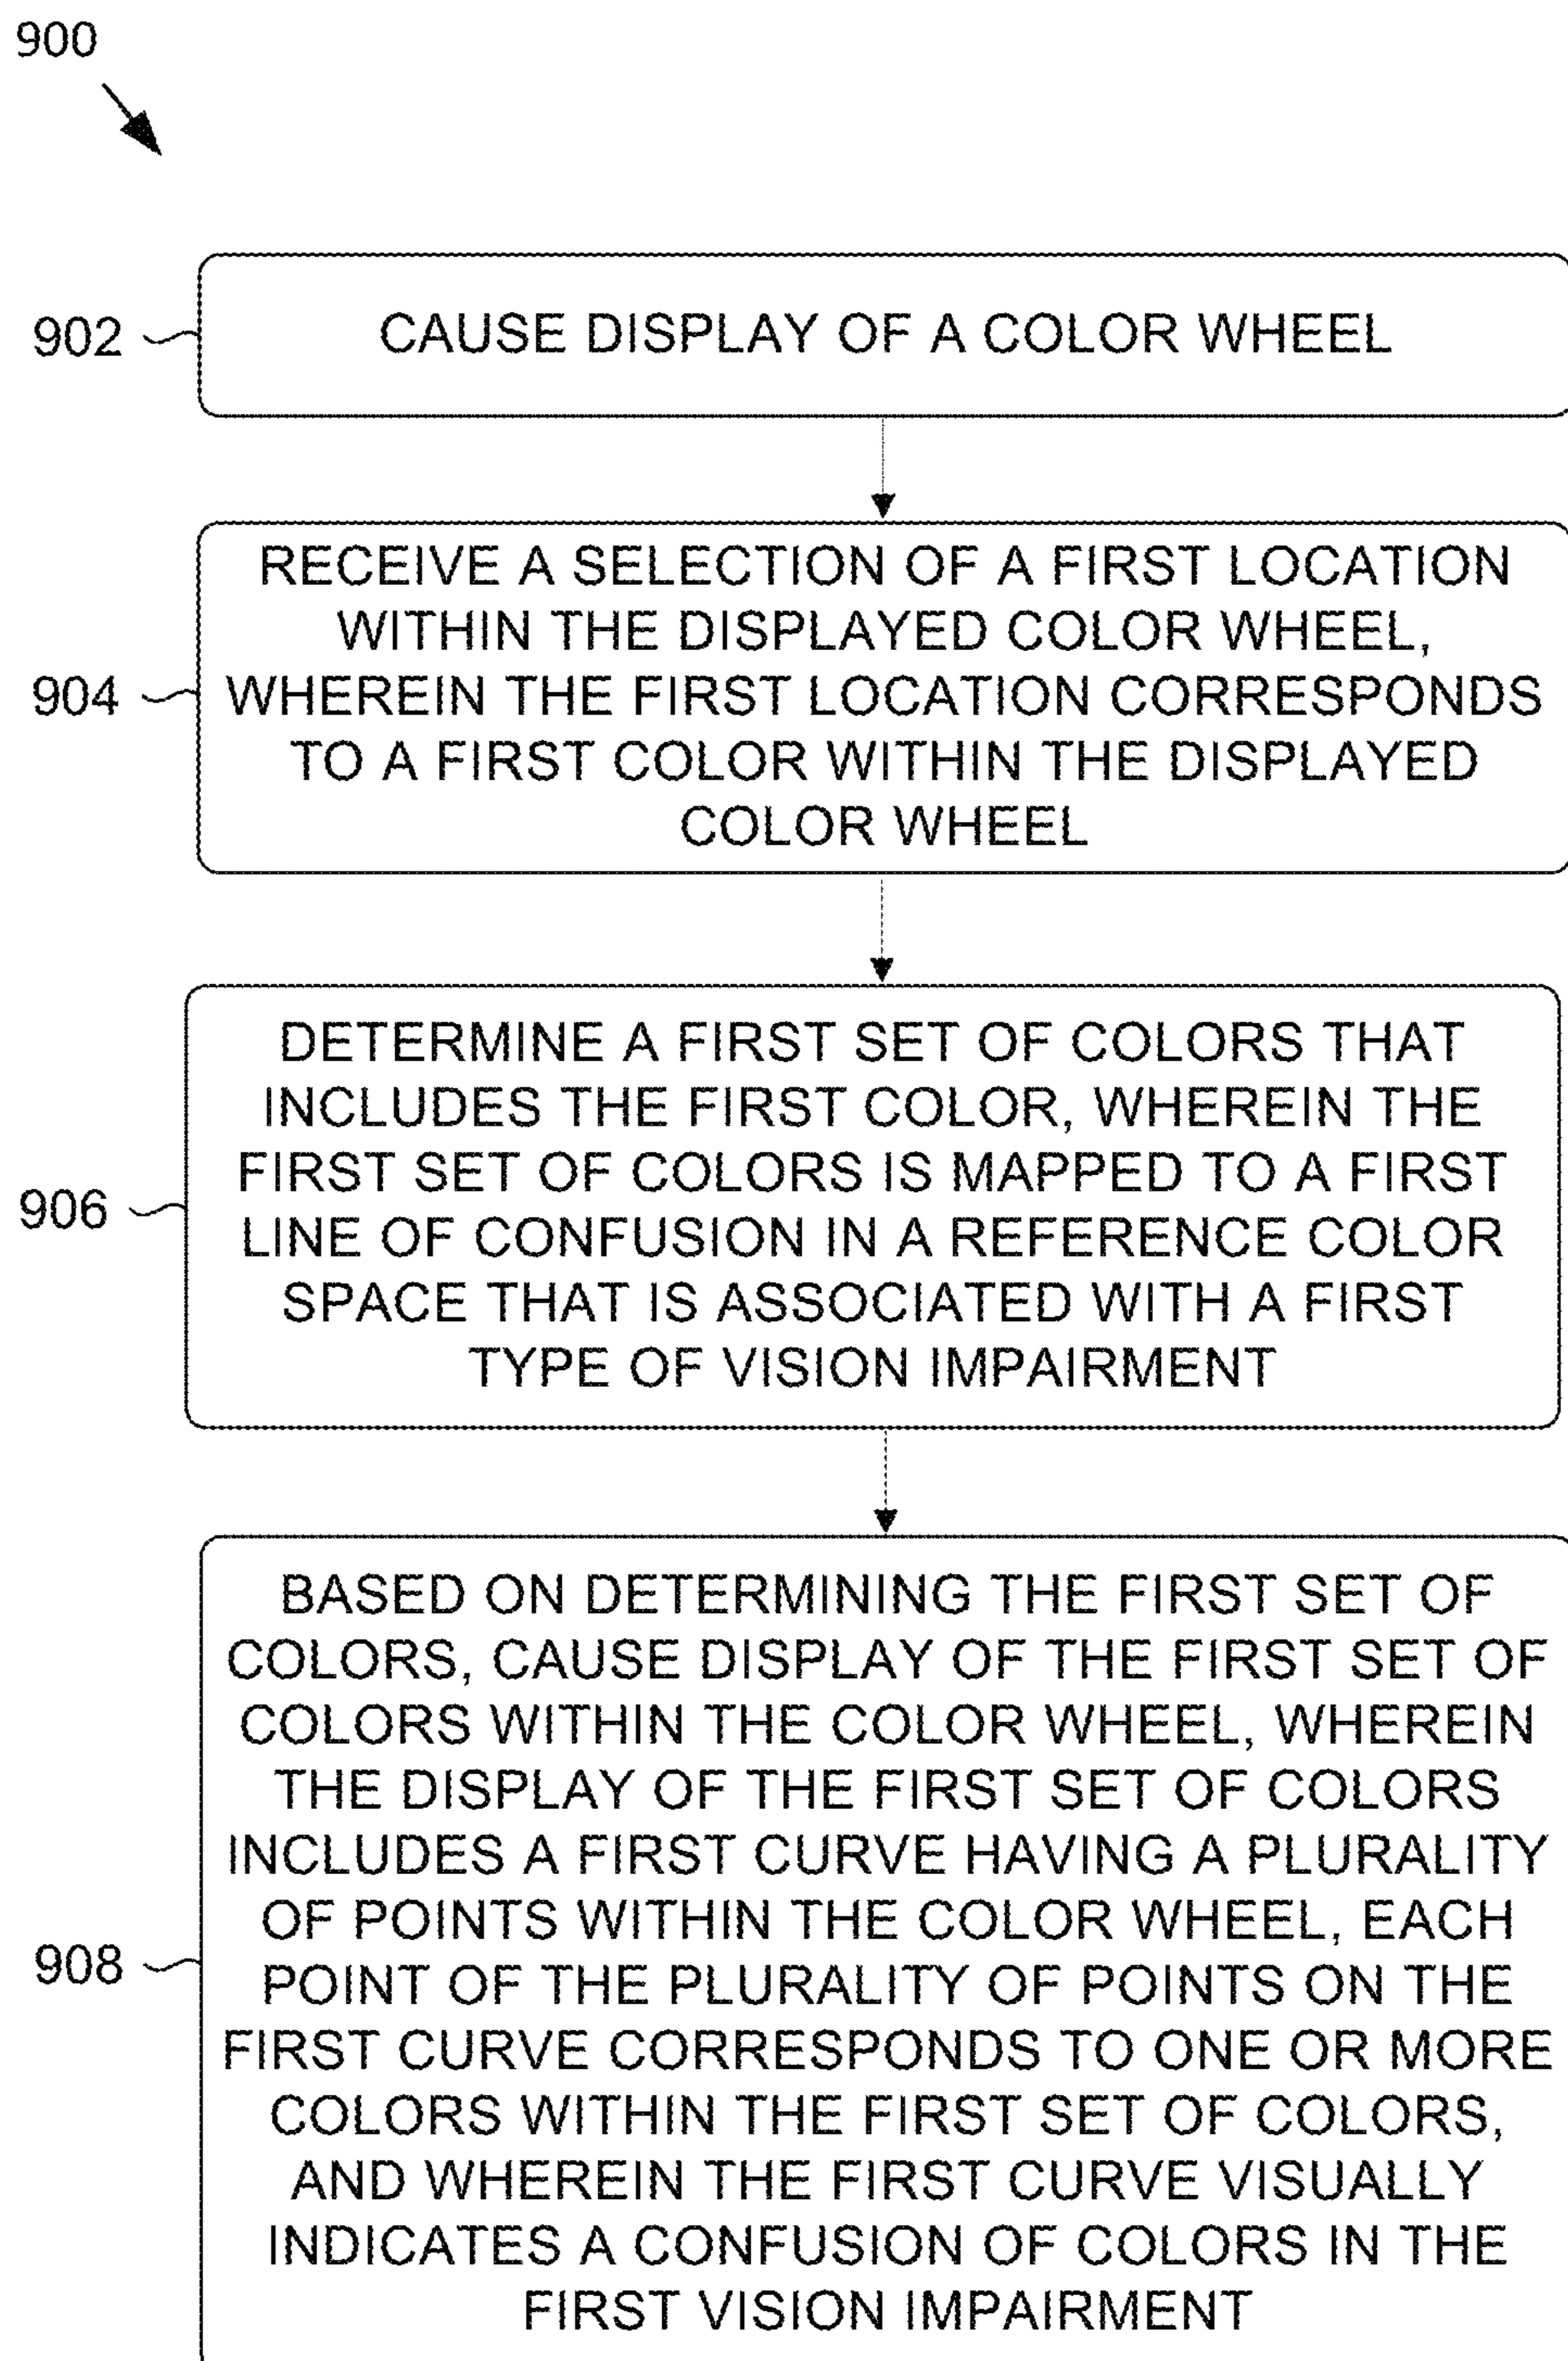 900
902
CAUSE DISPLAY OF A COLOR WHEEL
904
RECEIVE A SELECTION OF A FIRST LOCATION
WITHIN THE DISPLAYED COLOR WHEEL,
WHEREIN THE FIRST LOCATION CORRESPONDS
TO A FIRST COLOR WITHIN THE DISPLAYED
COLOR WHEEL
906
DETERMINE A FIRST SET OF COLORS THAT
INCLUDES THE FIRST COLOR, WHEREIN THE
FIRST SET OF COLORS IS MAPPED TO A FIRST
LINE OF CONFUSION IN A REFERENCE COLOR
SPACE THAT IS ASSOCIATED WITH A FIRST
TYPE OF VISION IMPAIRMENT
908
BASED ON DETERMINING THE FIRST SET OF
COLORS, CAUSE DISPLAY OF THE FIRST SET OF
COLORS WITHIN THE COLOR WHEEL, WHEREIN
THE DISPLAY OF THE FIRST SET OF COLORS
INCLUDES A FIRST CURVE HAVING A PLURALITY
OF POINTS WITHIN THE COLOR WHEEL, EACH
POINT OF THE PLURALITY OF POINTS ON THE
FIRST CURVE CORRESPONDS TO ONE OR MORE
COLORS WITHIN THE FIRST SET OF COLORS,
AND WHEREIN THE FIRST CURVE VISUALLY
INDICATES A CONFUSION OF COLORS IN THE
FIRST VISION IMPAIRMENT